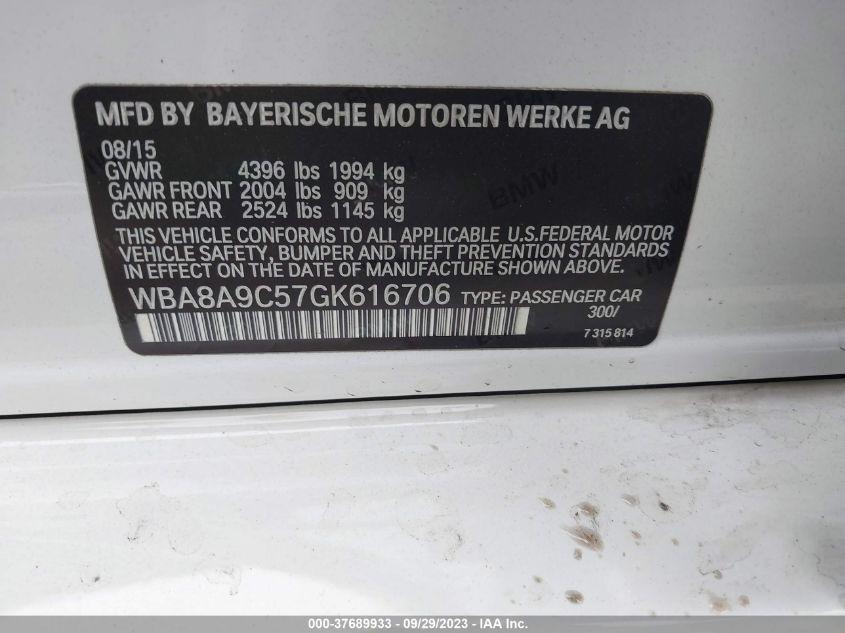 MFD BY BAYERISCHE MOTOREN WERKE AG
08/15
GVWR 4396 lbs 1994 kg
GAWR FRONT 2004 lbs 909 kg
GAWR REAR 2524 lbs 1145 kg
THIS VEHICLE CONFORMS TO ALL APPLICABLE U.S.FEDERAL MOTOR
VEHICLE SAFETY, BUMPER AND THEFT PREVENTION STANDARDS
IN EFFECT ON THE DATE OF MANUFACTURE SHOWN ABOVE.
WBA8A9C57GK616706 TYPE: PASSENGER CAR
300/
7 315 814
BMW
000-37689933 - 09/29/2023 - © IAA Inc.